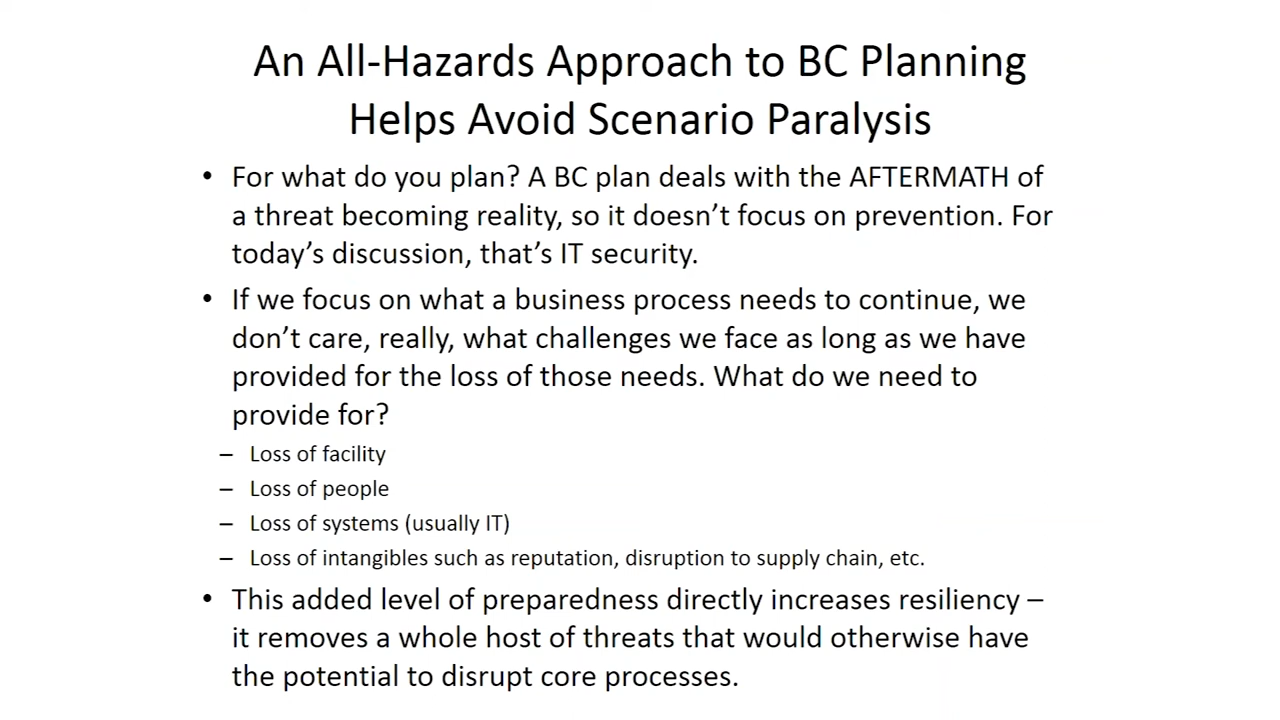 An All-Hazards Approach to BC Planning
Helps Avoid Scenario Paralysis
• For what do you plan? A BC plan deals with the AFTERMATH of
a threat becoming reality, so it doesn’t focus on prevention. For
today’s discussion, that’s IT security.
• If we focus on what a business process needs to continue, we
don’t care, really, what challenges we face as long as we have
provided for the loss of those needs. What do we need to
provide for?
– Loss of facility
– Loss of people
– Loss of systems (usually IT)
– Loss of intangibles such as reputation, disruption to supply chain, etc.
• This added level of preparedness directly increases resiliency –
it removes a whole host of threats that would otherwise have
the potential to disrupt core processes.